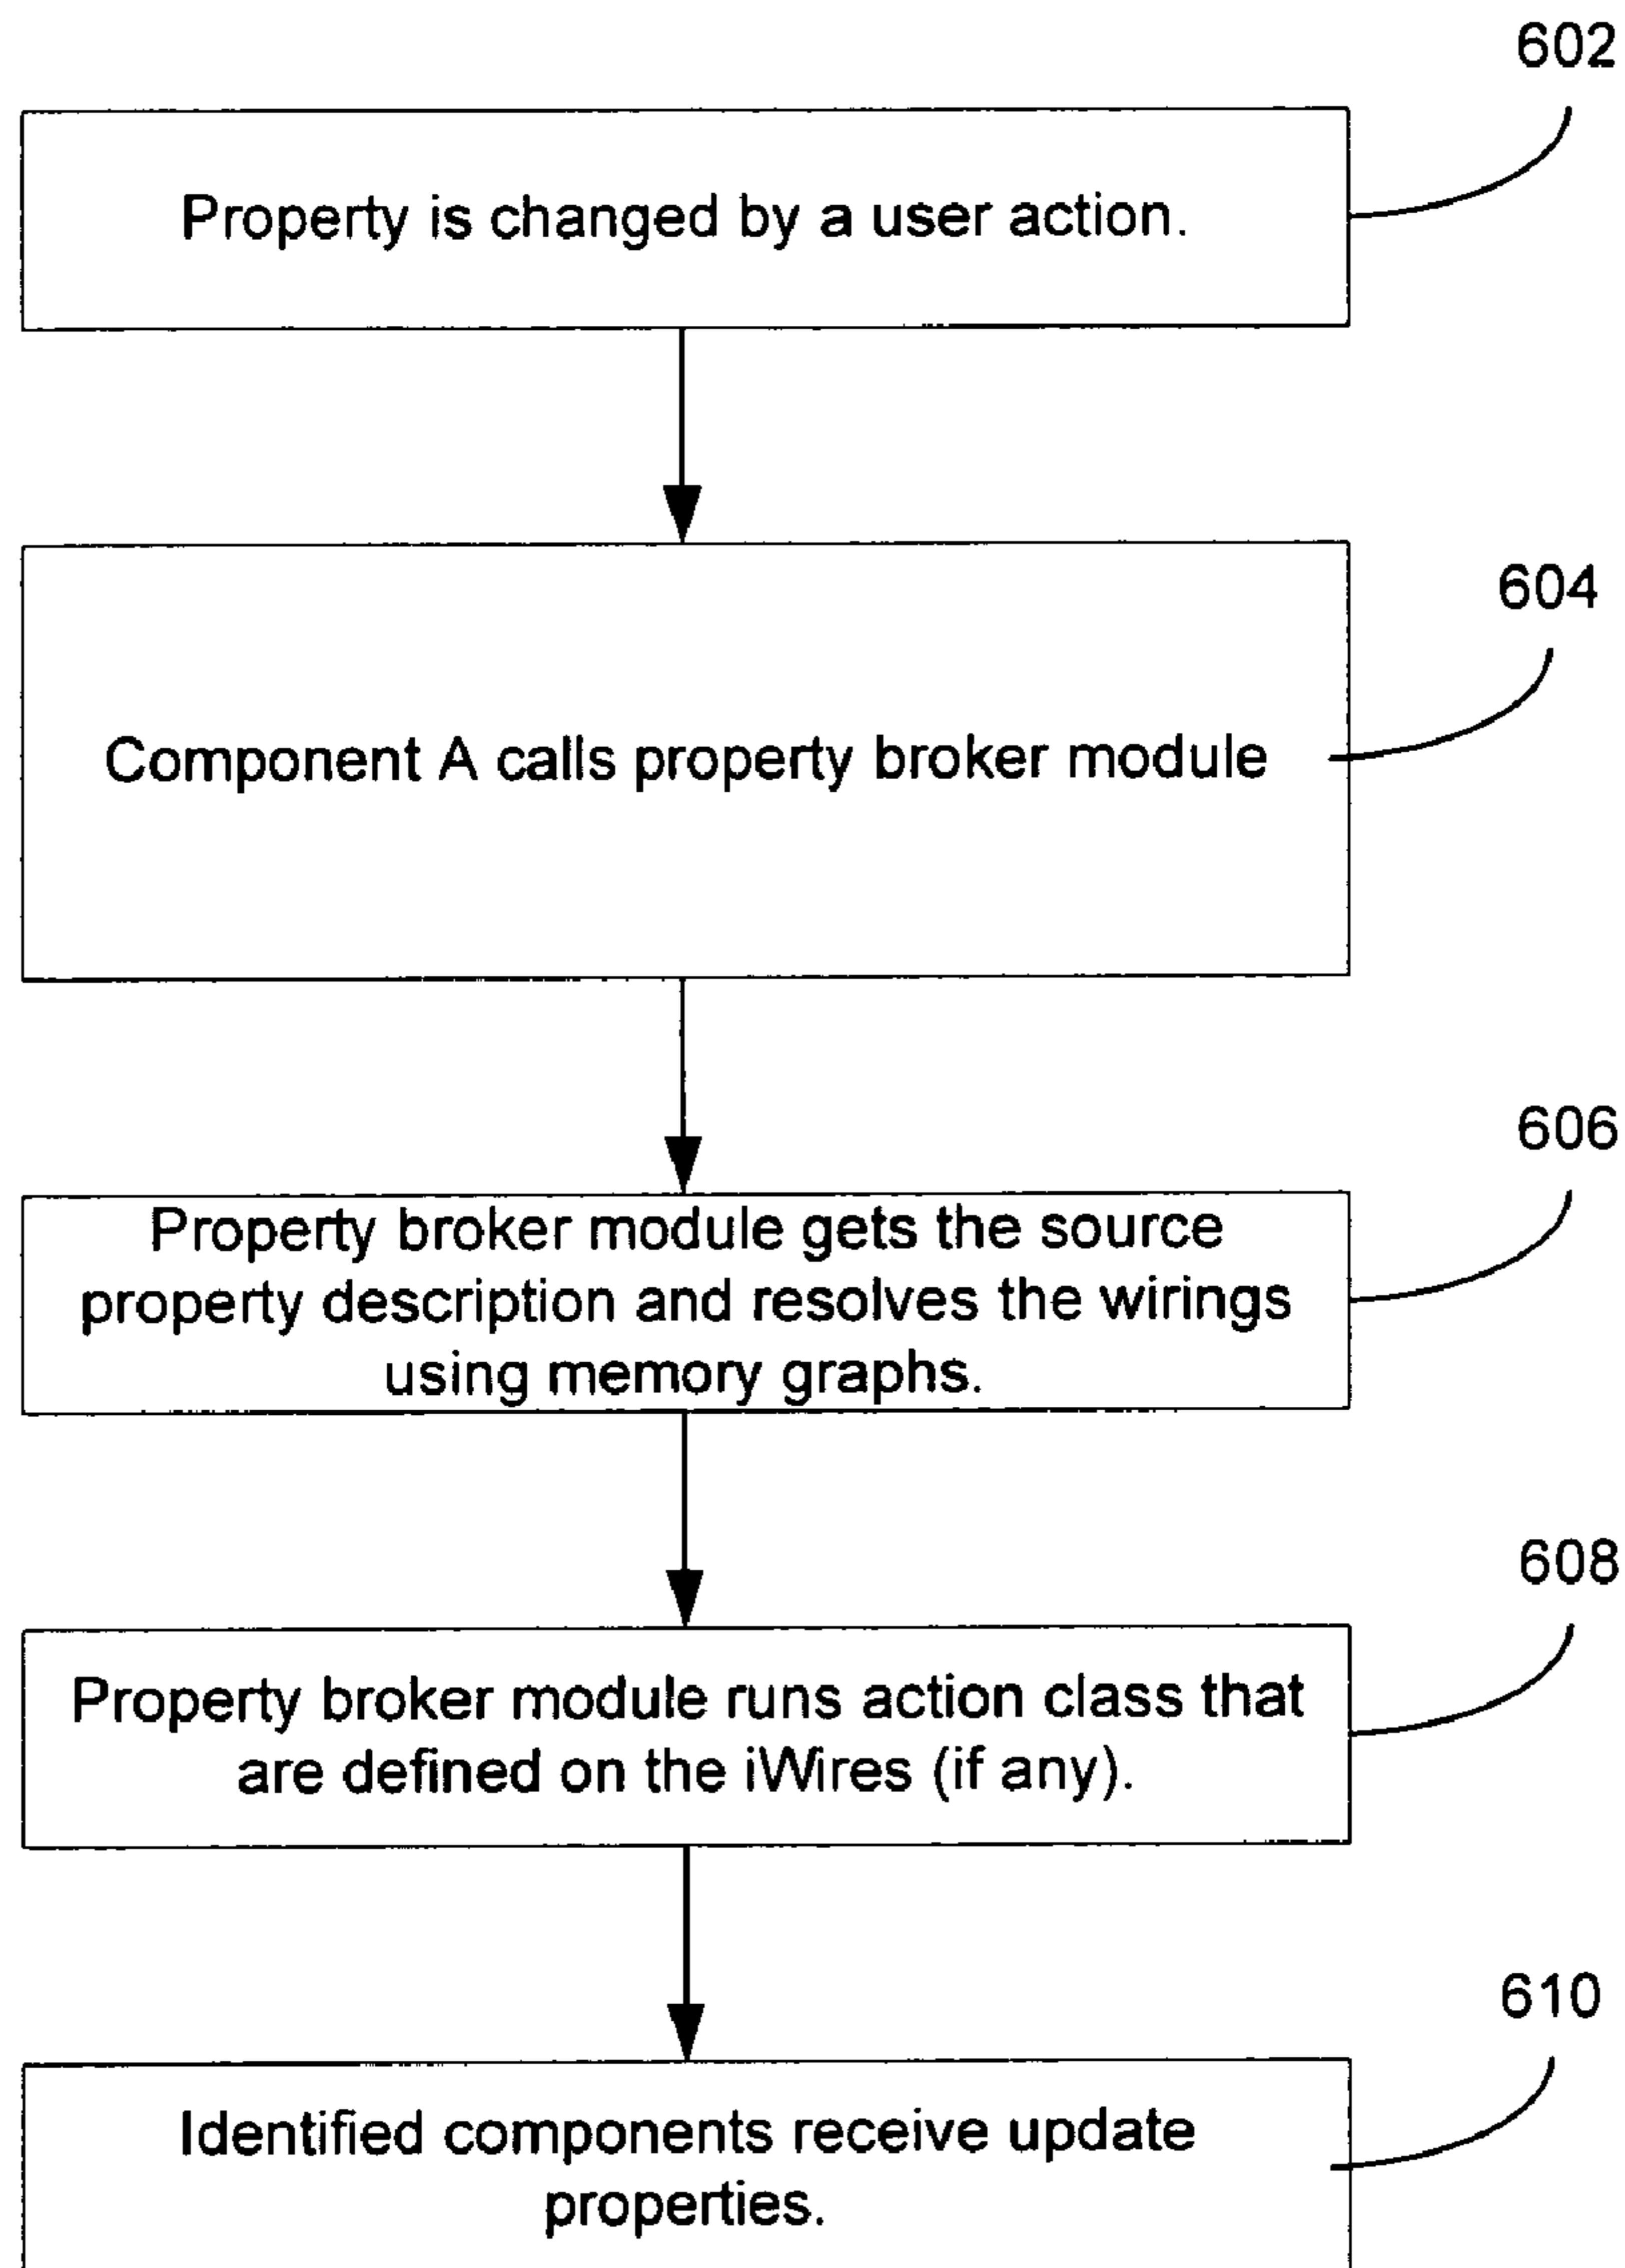 602
Property is changed by a user action.
604
Component A calls property broker module
606
Property broker module gets the source
property description and resolves the wirings
using memory graphs.
608
Property broker module runs action class that
are defined on the iWires (if any).
610
Identified components receive update
properties.